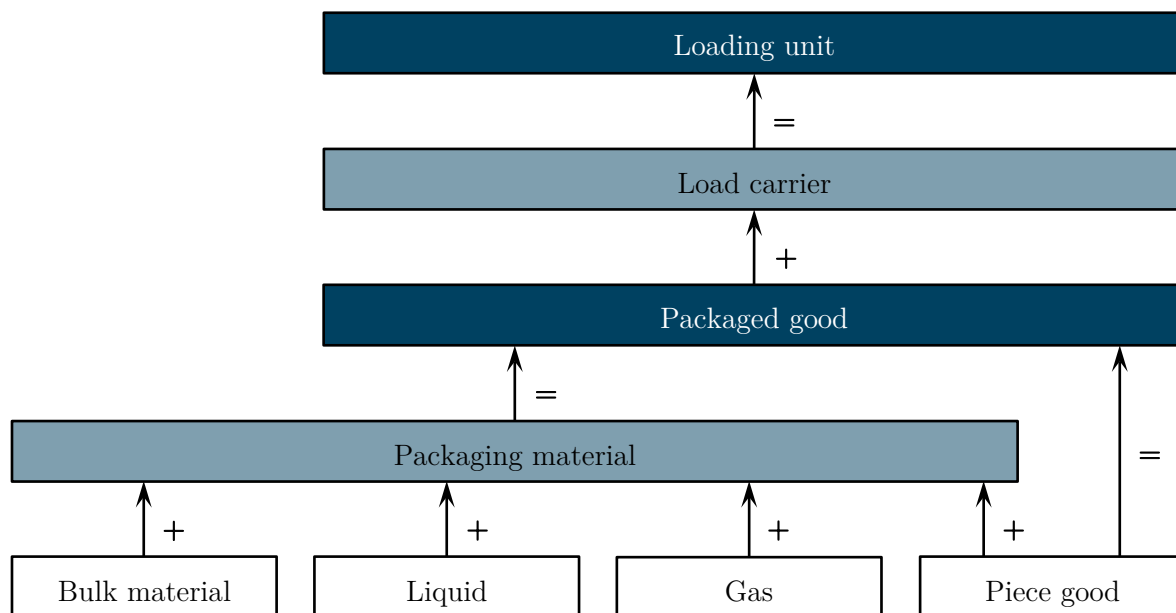 Loading unit
=
Load carrier
+
Packaged good
=
Packaging material
=
+ + + +
Bulk material Liquid Gas Piece good